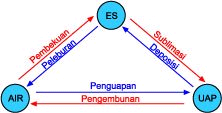 ES
Pembekuan
Peleburan
Sublimasi
Deposisi
AIR
Penguapan
Pengembunan
UAP